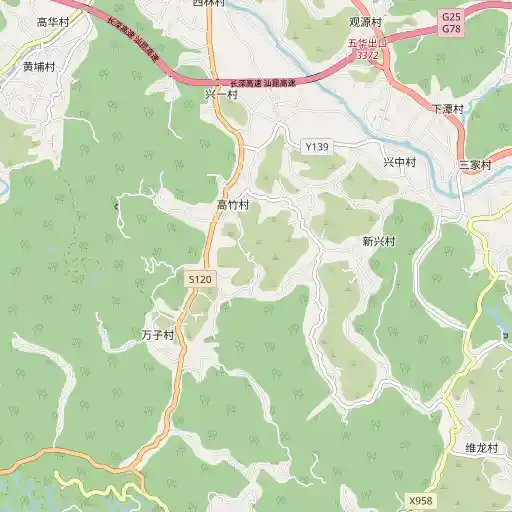 西林村
高华村
观源村
G25
G78
长深高速 汕昆高速
五华出口
3372
黄埔村
长深高速 汕昆高速
兴一村
下潭村
Y139
兴中村
三家村
高竹村
新兴村
S120
万子村
维龙村
X958